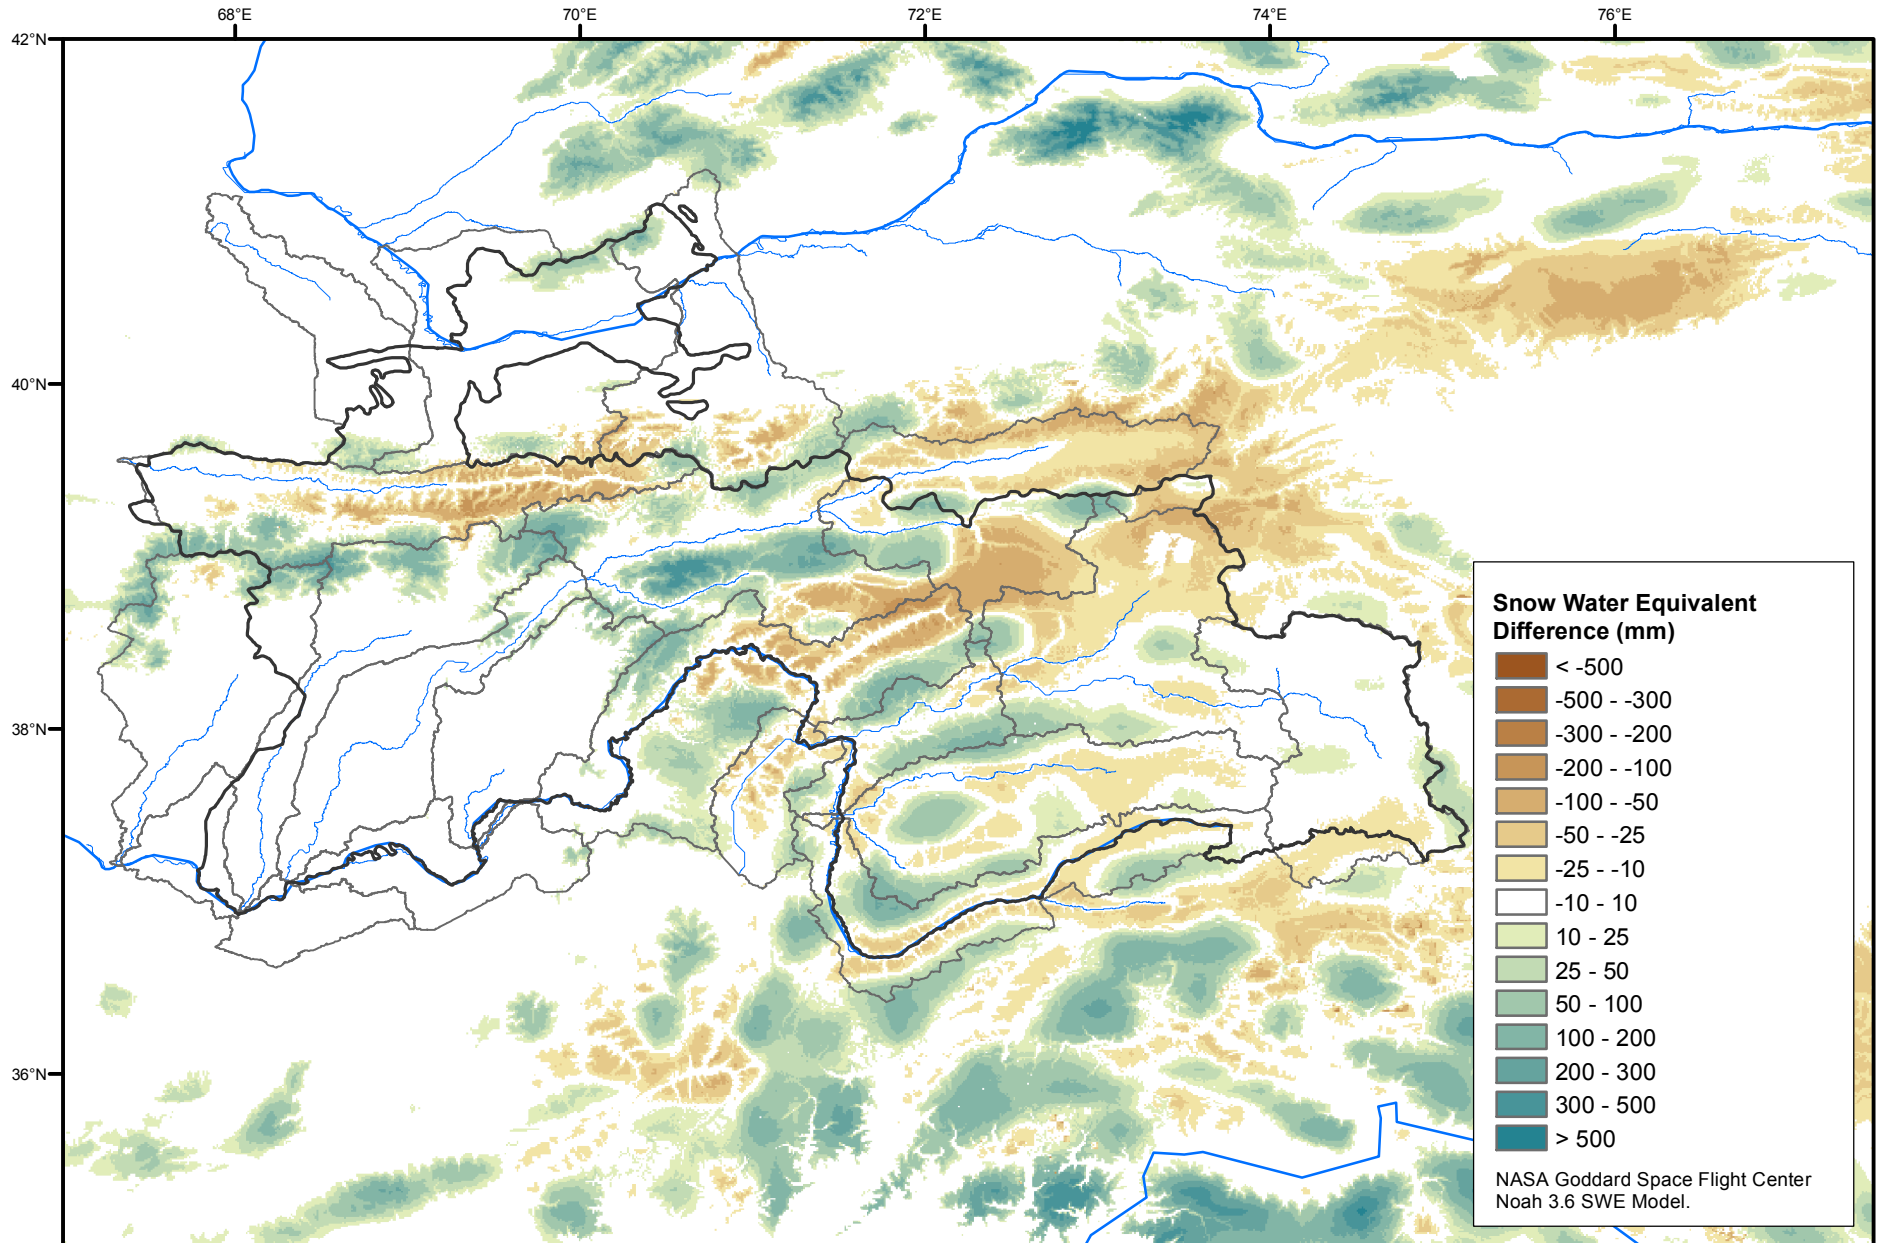 68°E
70°E
72°E
74°E
76°E
42°N
40°N
38°N
36°N
Snow Water Equivalent
Difference (mm)
< -500
-500 - -300
-300 - -200
-200 - -100
-100 - -50
-50 - -25
-25 - -10
-10 - 10
10 - 25
25 - 50
50 - 100
100 - 200
200 - 300
300 - 500
> 500
NASA Goddard Space Flight Center
Noah 3.6 SWE Model.